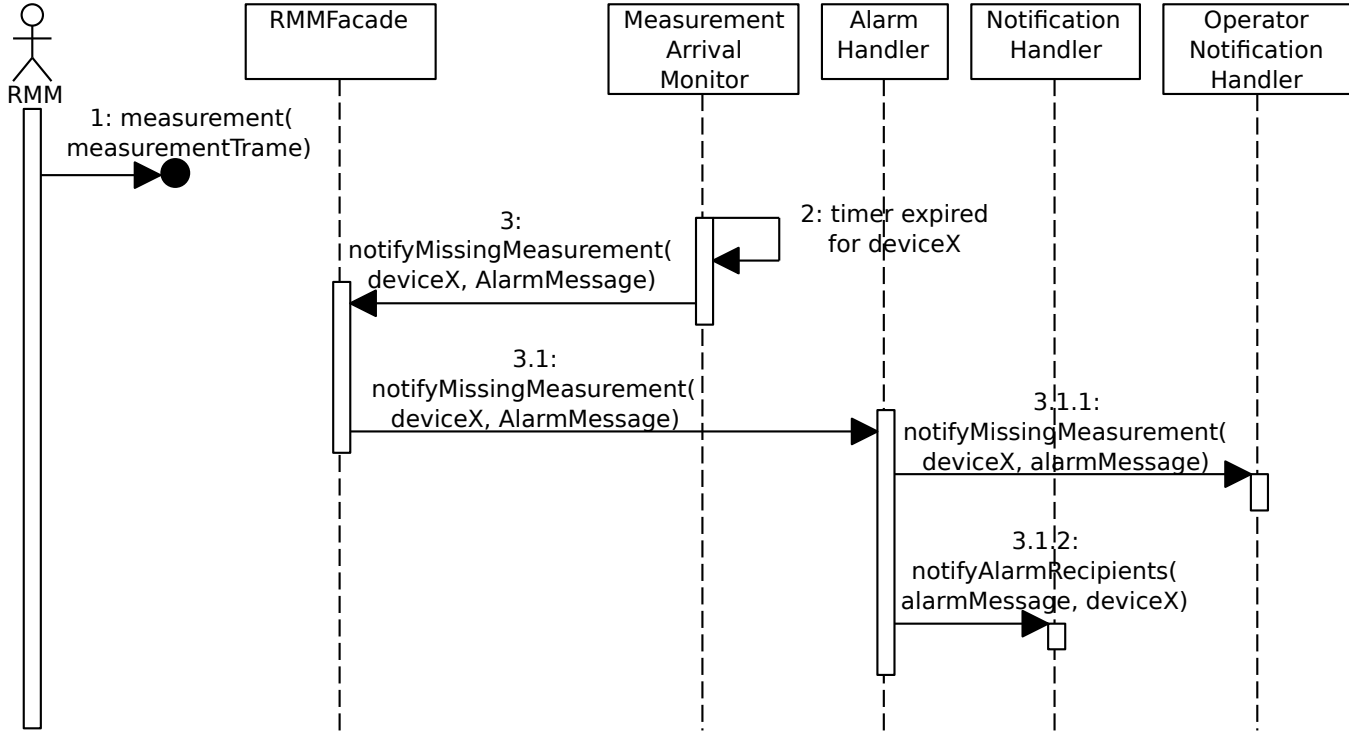 RMM
RMMFacade
Measurement
Arrival
Monitor
Alarm
Handler
Notification
Handler
Operator
Notification
Handler
1: measurement(
measurementTrame)
2: timer expired
for deviceX
3:
notifyMissingMeasurement(
deviceX, AlarmMessage)
3.1:
notifyMissingMeasurement(
deviceX, AlarmMessage)
3.1.1:
notifyMissingMeasurement(
deviceX, alarmMessage)
3.1.2:
notifyAlarmRecipients(
alarmMessage, deviceX)